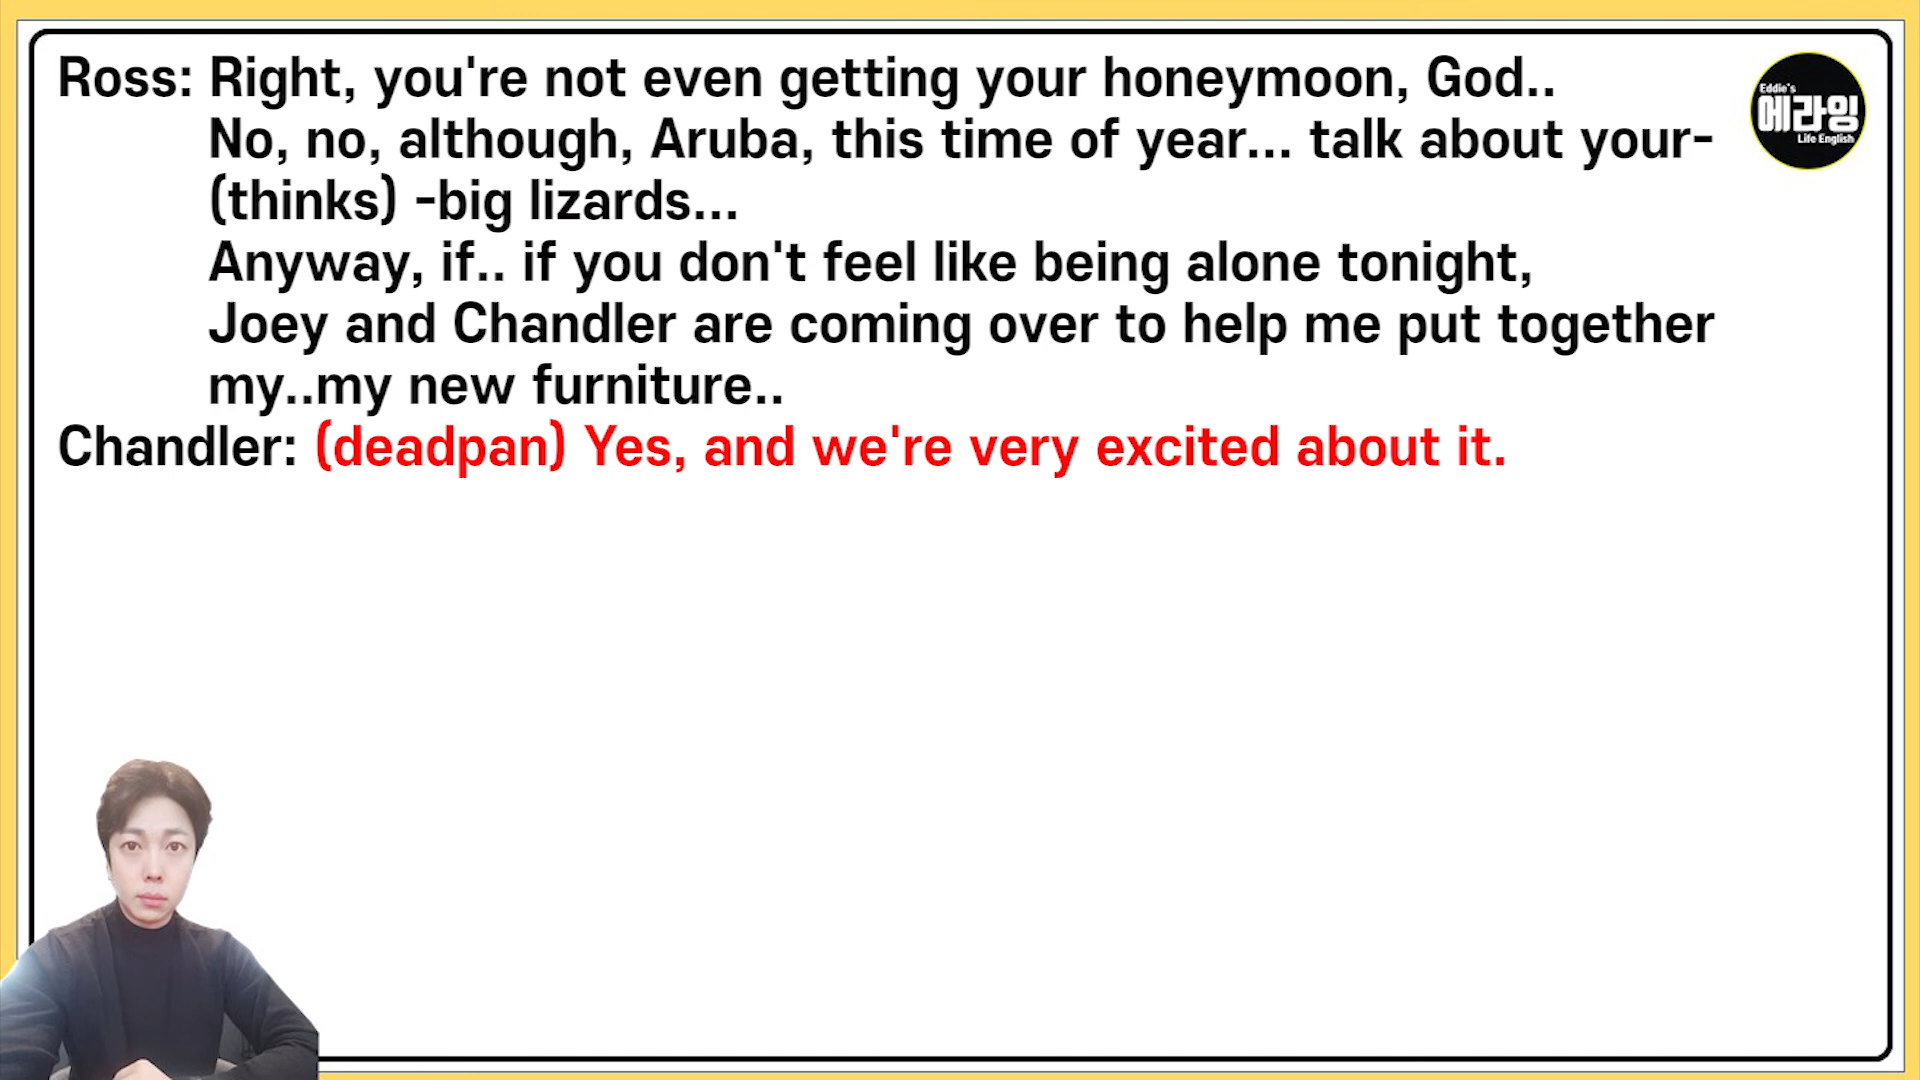 Ross: Right, you're not even getting your honeymoon, God..
No, no, although, Aruba, this time of year... talk about your-
(thinks) -big lizards...
Anyway, if.. if you don't feel like being alone tonight,
Joey and Chandler are coming over to help me put together
my..my new furniture..
Chandler: (deadpan) Yes, and we're very excited about it.
Eddie's
에라잉
Life English